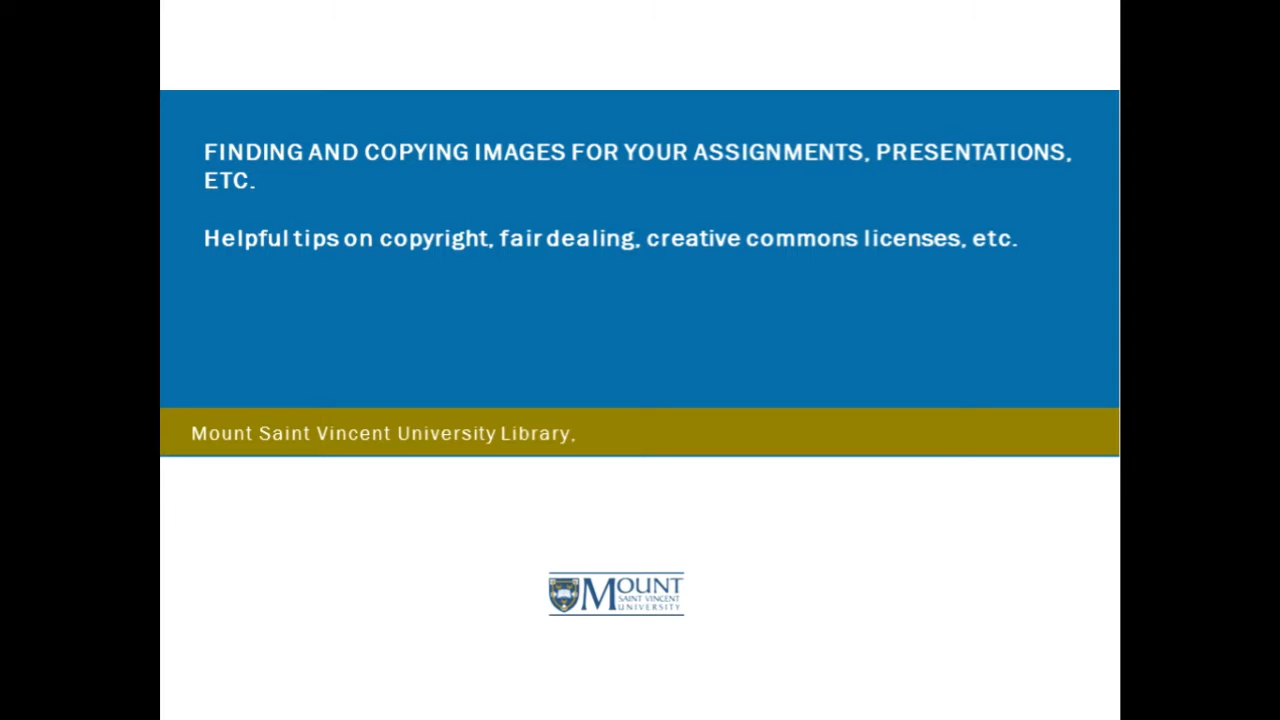 FINDING AND COPYING IMAGES FOR YOUR ASSIGNMENTS, PRESENTATIONS,
ETC.
Helpful tips on copyright, fair dealing, creative commons licenses, etc.
Mount Saint Vincent University Library,
MOUNT
SAINT VINCENT
UNIVERSITY